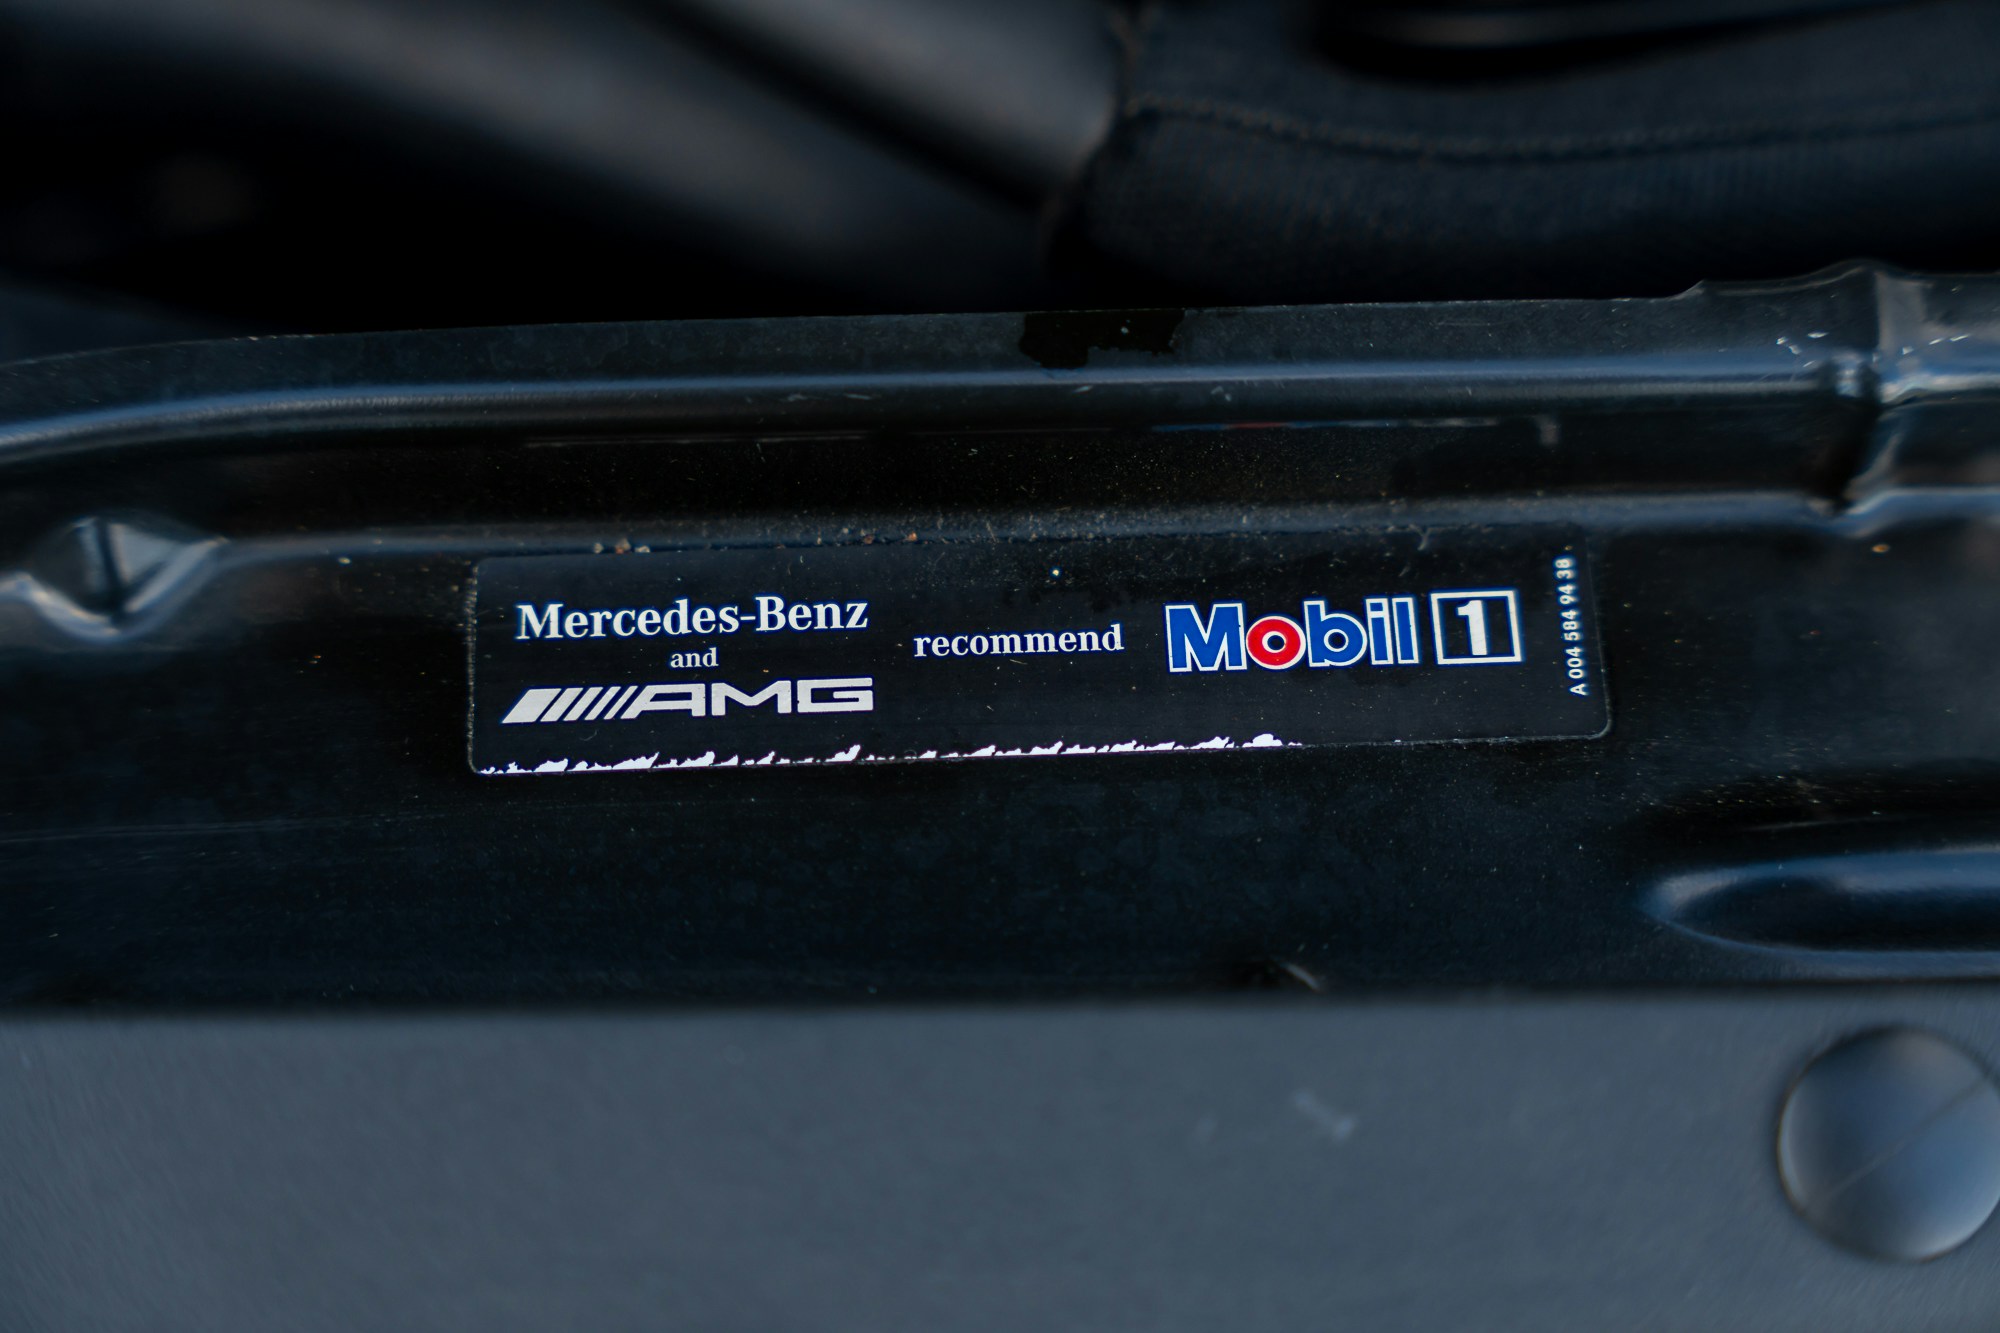 Mercedes-Benz
and
AMG
recommend
Mobil 1
A 004 584 94 38